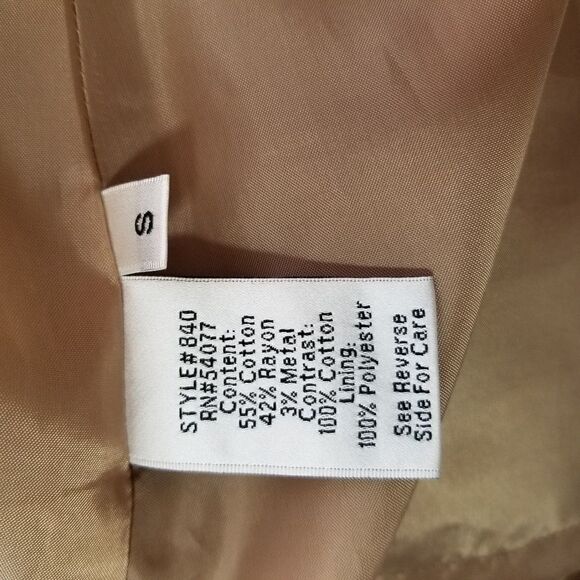 S
STYLE#840
RN#54077
Content:
55% Cotton
42% Rayon
3% Metal
Contrast:
100% Cotton
Lining:
100% Polyester
See Reverse
Side For Care